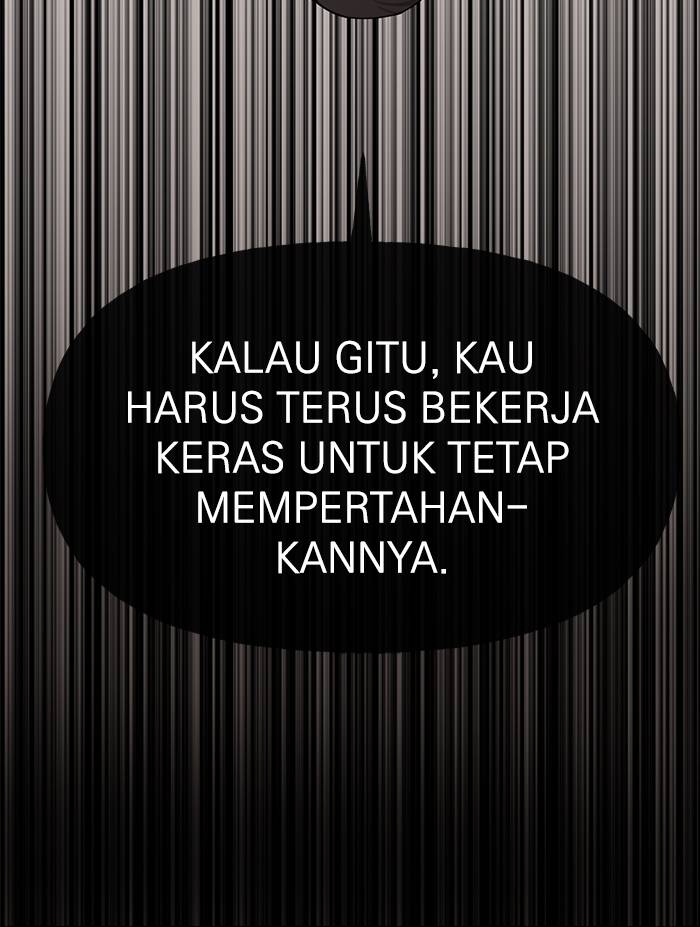 KALAU GITU, KAU
HARUS TERUS BEKERJA
KERAS UNTUK TETAP
MEMPERTAHAN-
KANNYA.